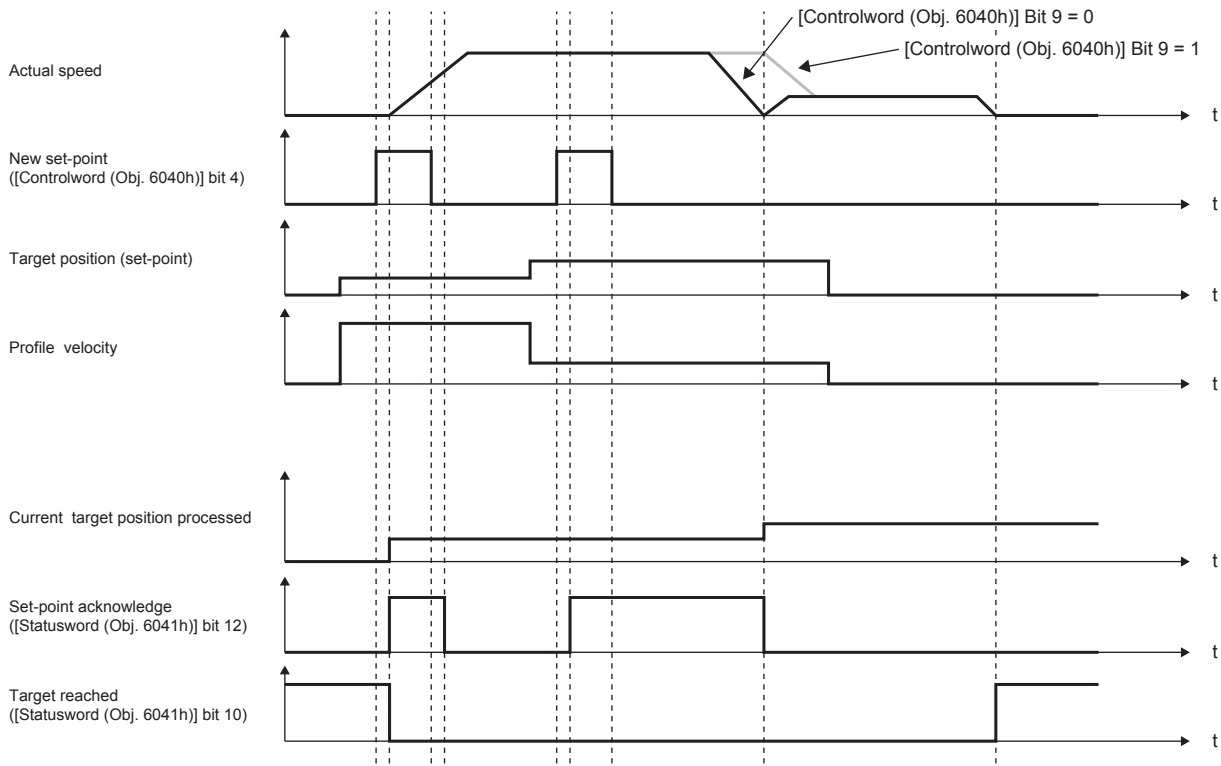 [Controlword (Obj. 6040h)] Bit 9 = 0
[Controlword (Obj. 6040h)] Bit 9 = 1
Actual speed
t
New set-point
([Controlword (Obj. 6040h)] bit 4)
t
Target position (set-point)
t
Profile velocity
t
Current target position processed
t
Set-point acknowledge
([Statusword (Obj. 6041h)] bit 12)
t
Target reached
([Statusword (Obj. 6041h)] bit 10)
t